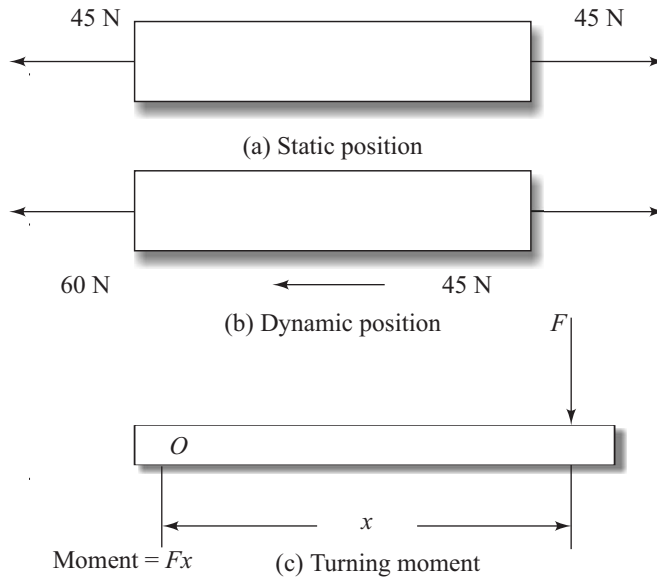 45 N 45 N
(a) Static position
60 N 45 N
(b) Dynamic position
F
O
x
Moment = Fx (c) Turning moment